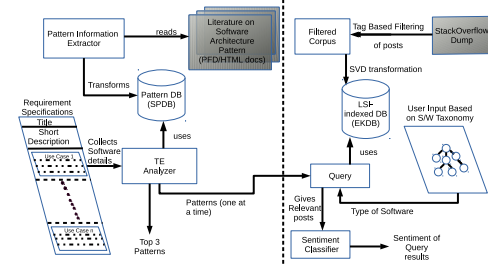 Pattern Information
Extractor
reads
Literature on
Software
Architecture
Pattern
(PFD/HTML docs)
Transforms
Pattern DB
(SPDB)
Requirement
Specifications
Title
Short
Description
Use Case 1
Use Case n
Collects
Software
details
uses
TE
Analyzer
Patterns (one at
a time)
Top 3
Patterns
Filtered
Corpus
Tag Based Filtering
of posts
StackOverflow
Dump
SVD transformation
LSI-
indexed DB
(EKDB)
User Input Based
on S/W Taxonomy
uses
Query
Gives
Relevant
posts
Type of Software
Sentiment
Classifier
Sentiment of
Query
results